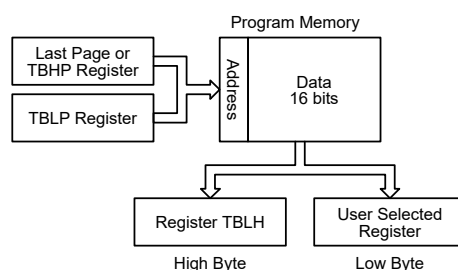 Program Memory
Last Page or
TBHP Register
TBLP Register
Address
Data
16 bits
Register TBLH
User Selected
Register
High Byte
Low Byte